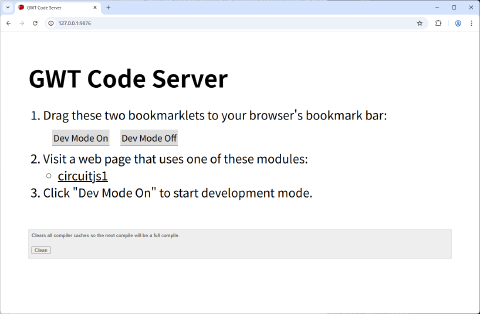 GWT Code Server
127.0.0.1:9876
GWT Code Server
1. Drag these two bookmarklets to your browser's bookmark bar:
Dev Mode On Dev Mode Off
2. Visit a web page that uses one of these modules:
circuitjs1
3. Click "Dev Mode On" to start development mode.
Cleans all compiler caches so the next compile will be a full compile.
Clean